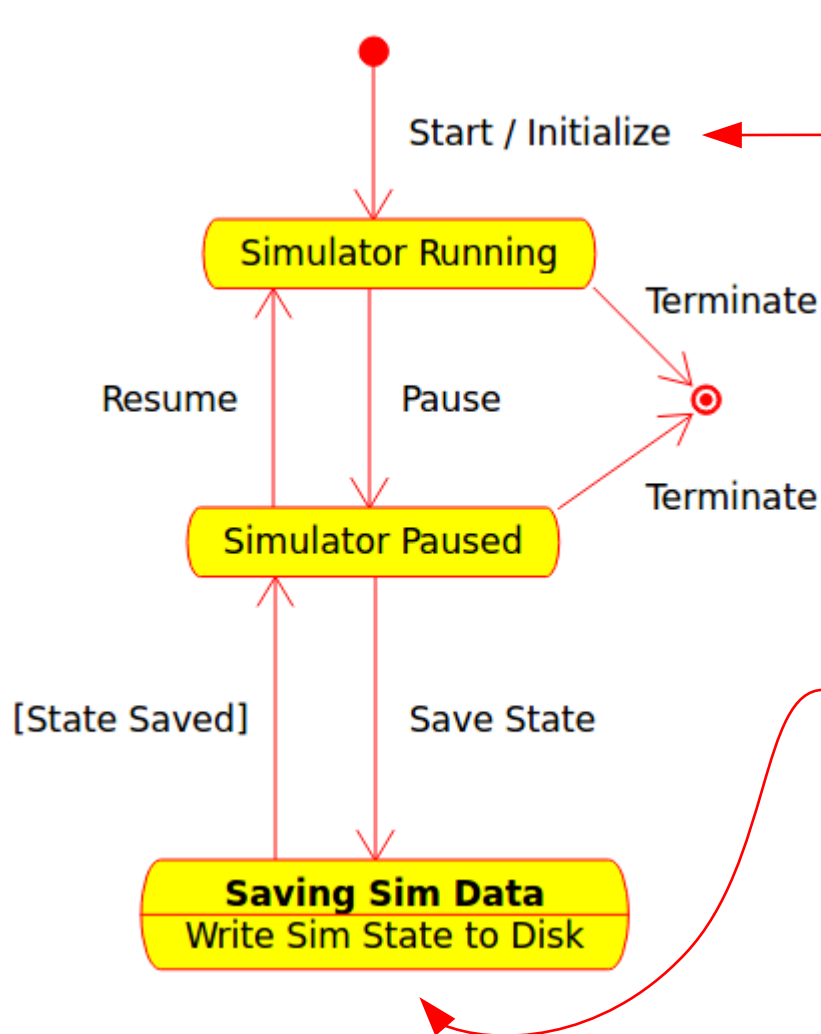 Start / Initialize
Simulator Running
Terminate
Resume
Pause
Terminate
Simulator Paused
[State Saved]
Save State
Saving Sim Data
Write Sim State to Disk